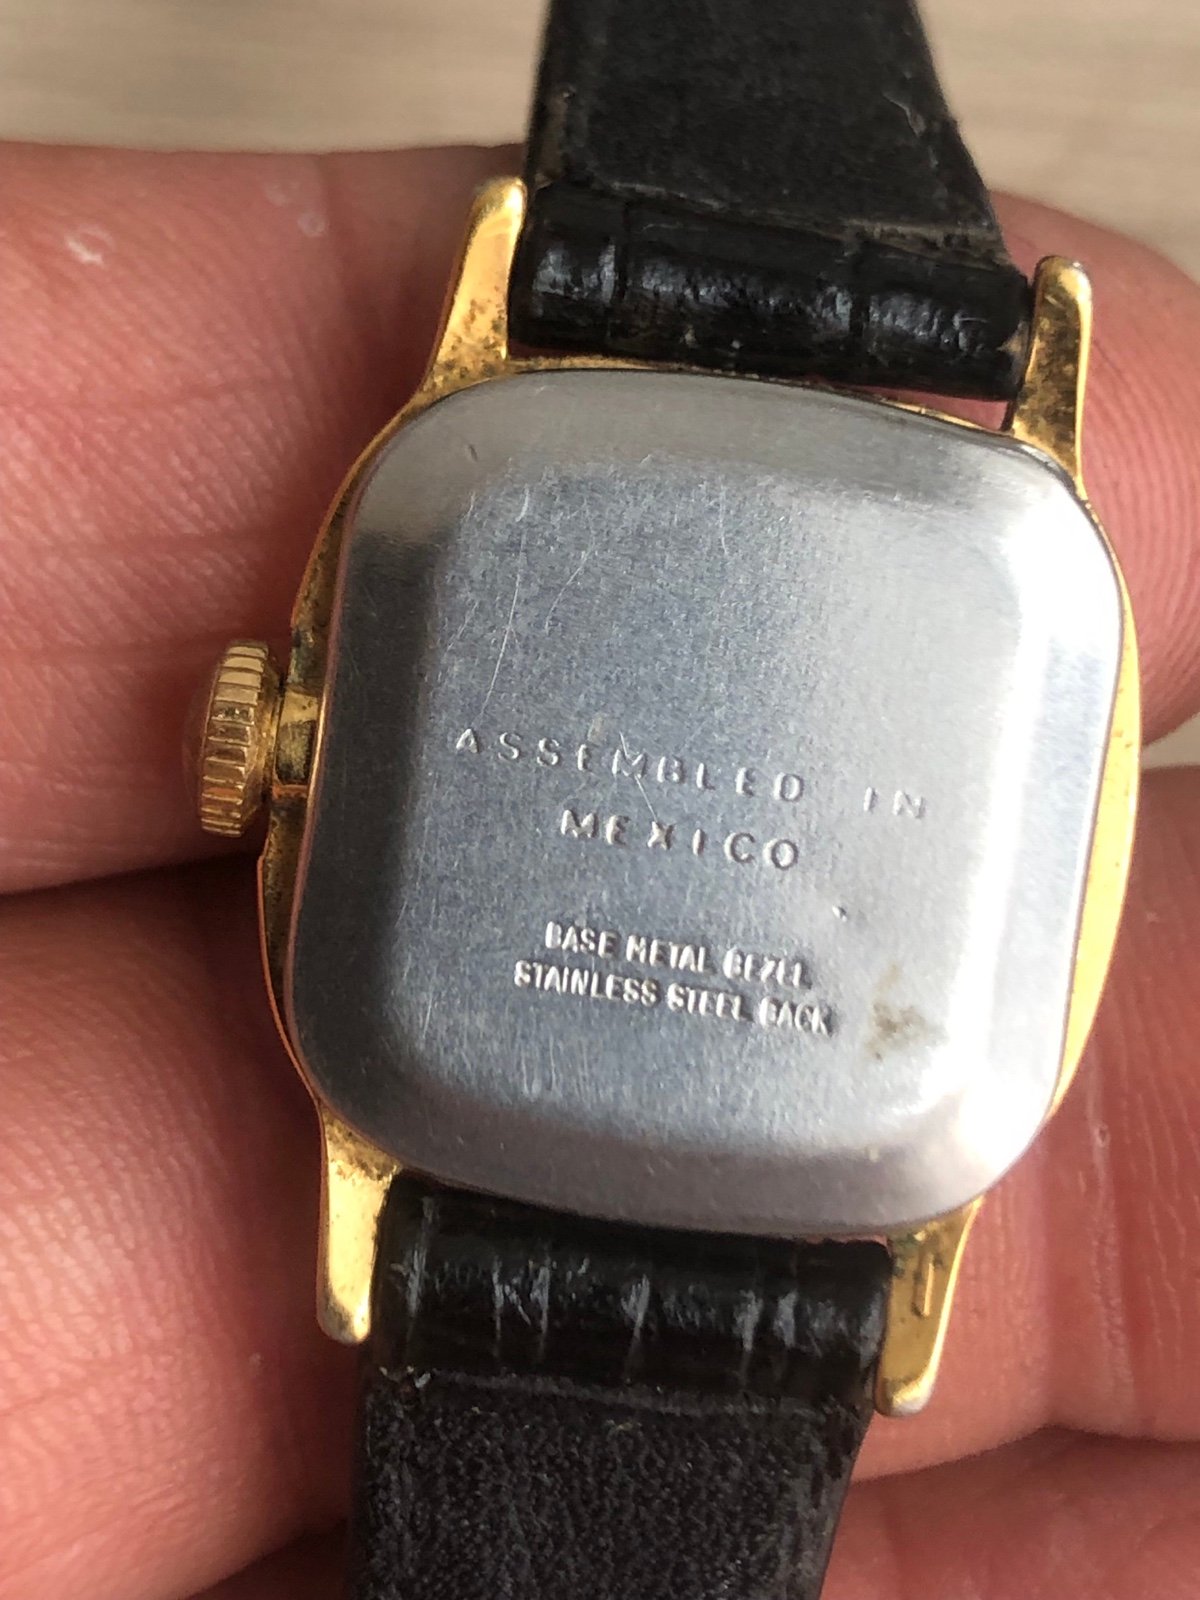 ASSEMBLED IN
MEXICO
BASE METAL BEZEL
STAINLESS STEEL BACK